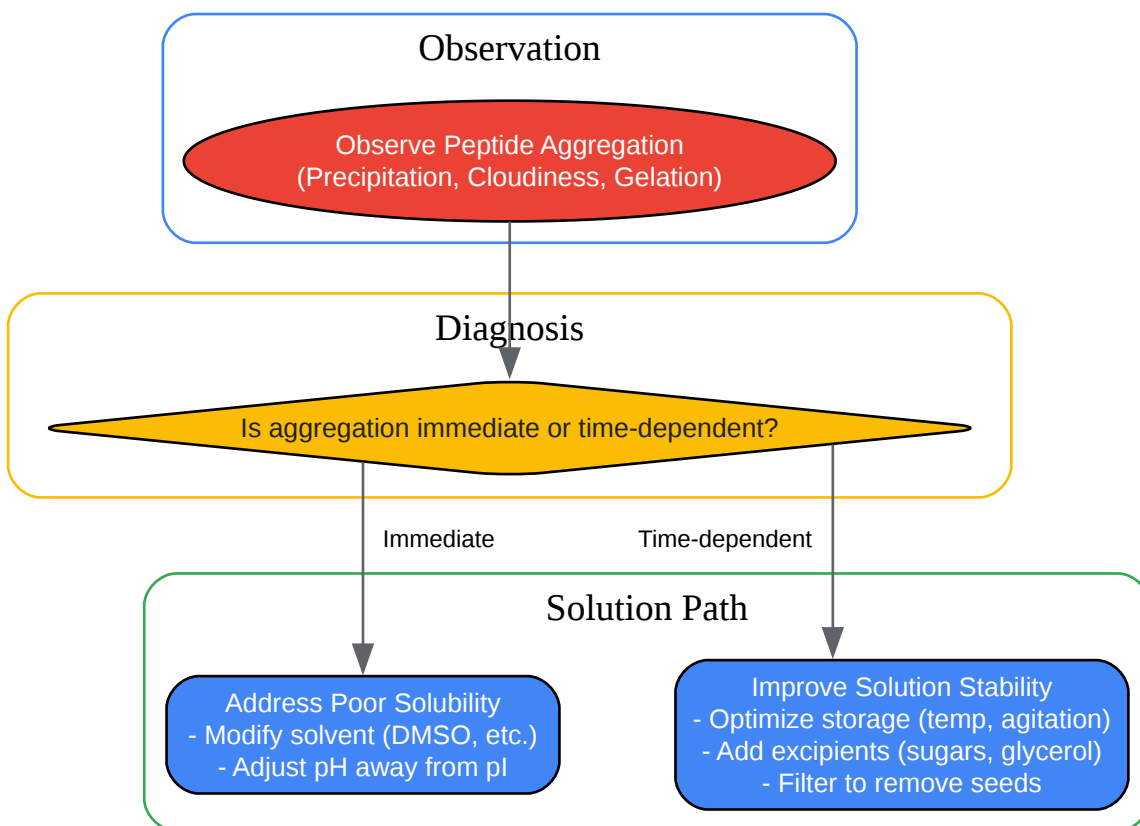 Observation
Observe Peptide Aggregation
(Precipitation, Cloudiness, Gelation)
Diagnosis
Is aggregation immediate or time-dependent?
Immediate
Time-dependent
Solution Path
Address Poor Solubility
- Modify solvent (DMSO, etc.)
- Adjust pH away from pI
Improve Solution Stability
- Optimize storage (temp, agitation)
- Add excipients (sugars, glycerol)
- Filter to remove seeds